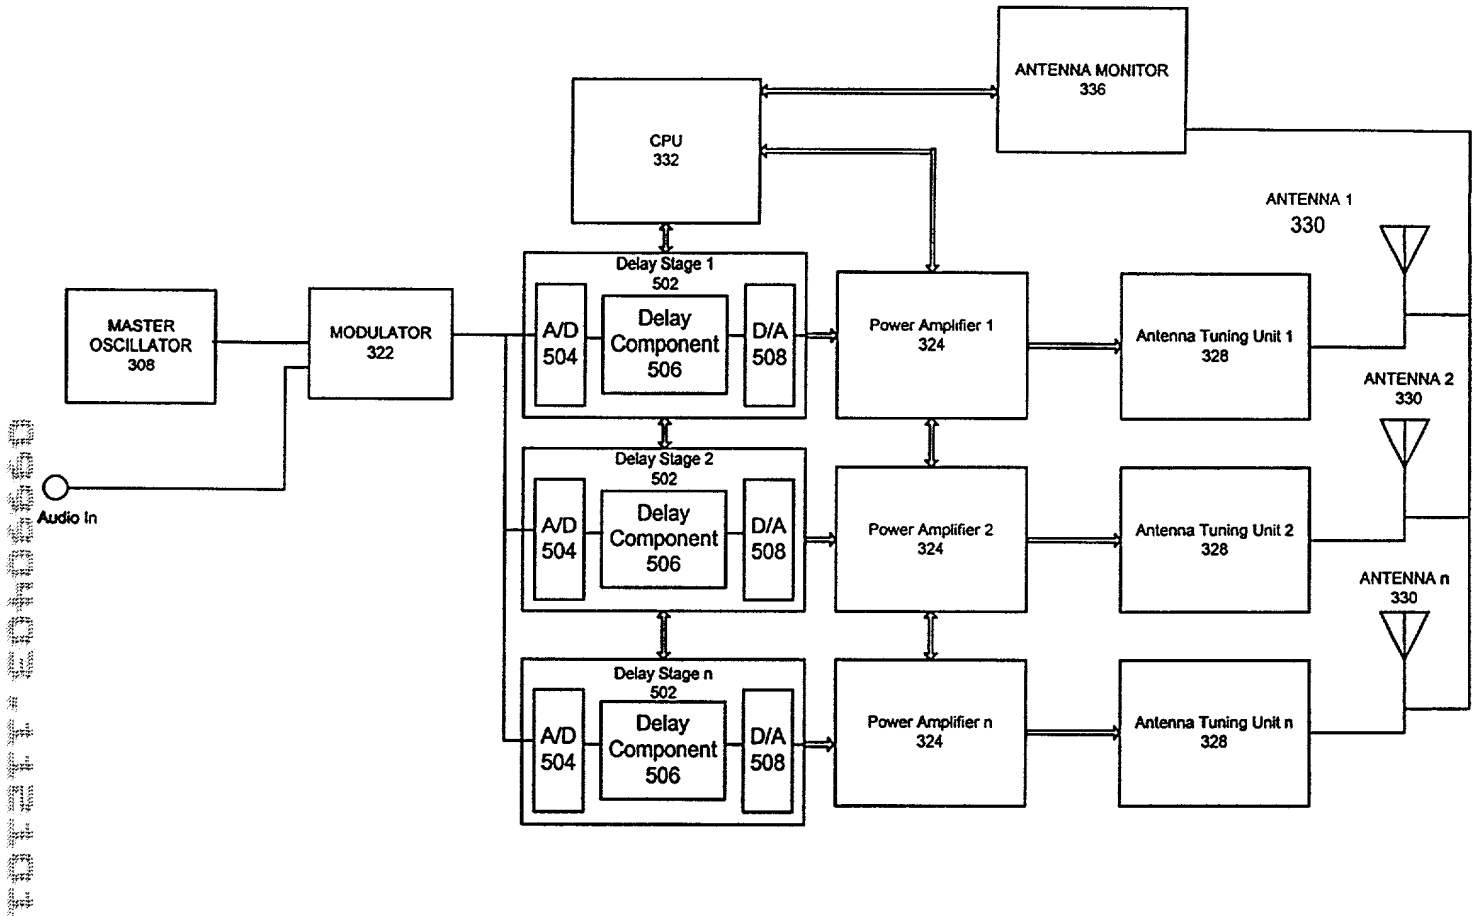 ANTENNA MONITOR
336
CPU
332
ANTENNA 1
330
Delay Stage 1
502
A/D
504
Delay
Component
506
D/A
508
MASTER
OSCILLATOR
308
MODULATOR
322
Power Amplifier 1
324
Antenna Tuning Unit 1
328
ANTENNA 2
330
Audio In
Delay Stage 2
502
A/D
504
Delay
Component
506
D/A
508
Power Amplifier 2
324
Antenna Tuning Unit 2
328
ANTENNA n
330
Delay Stage n
502
A/D
504
Delay
Component
506
D/A
508
Power Amplifier n
324
Antenna Tuning Unit n
328